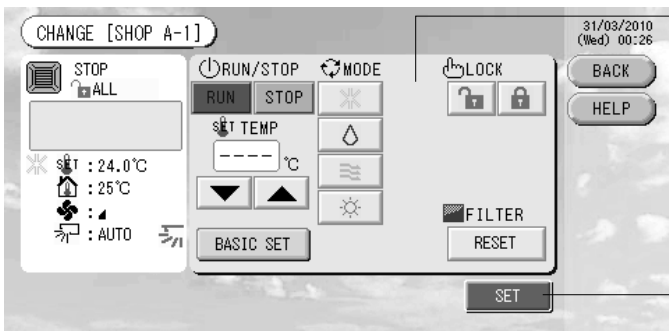 CHANGE [SHOP A-1]
31/03/2010
(Wed) 00:26
STOP
ALL
SET : 24.0℃
: 25℃
:
: AUTO
RUN/STOP
RUN STOP
SET TEMP
---- ℃
BASIC SET
MODE
LOCK
FILTER
RESET
BACK
HELP
SET